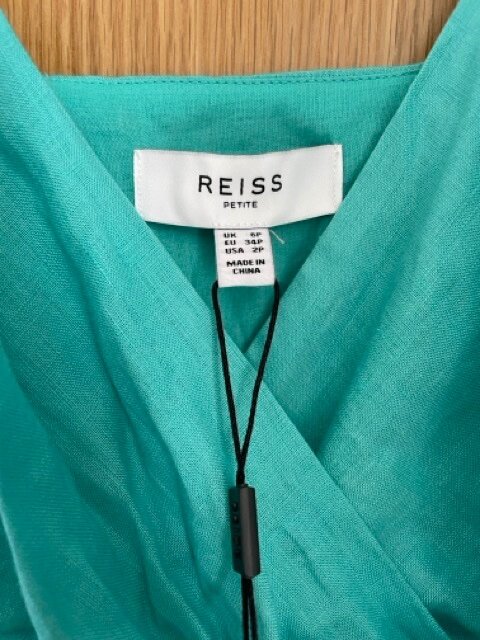 REISS
PETITE
UK 6P
EU 34P
USA 2P
MADE IN
CHINA